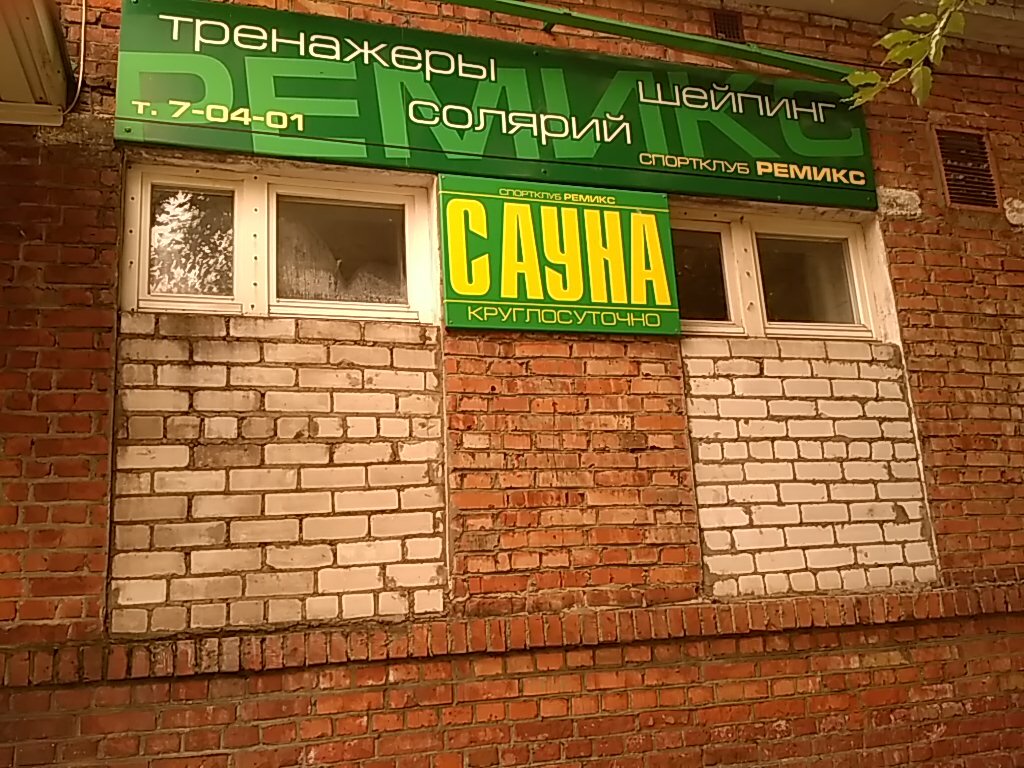 тренажеры
РЕМИКС
т. 7-04-01
солярий
шейпинг
СПОРТКЛУБ РЕМИКС
СПОРТКЛУБ РЕМИКС
САУНА
КРУГЛОСУТОЧНО